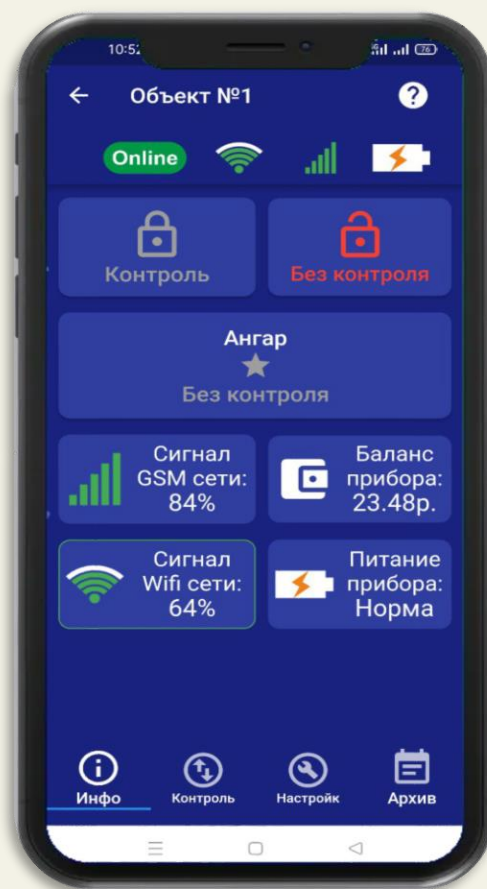 10:52
76
Объект №1
?
Online
Контроль
Без контроля
Ангар
Без контроля
Сигнал
GSM сети:
84%
Баланс
прибора:
23.48р.
Сигнал
Wifi сети:
64%
Питание
прибора:
Норма
Инфо
Контроль
Настройк
Архив